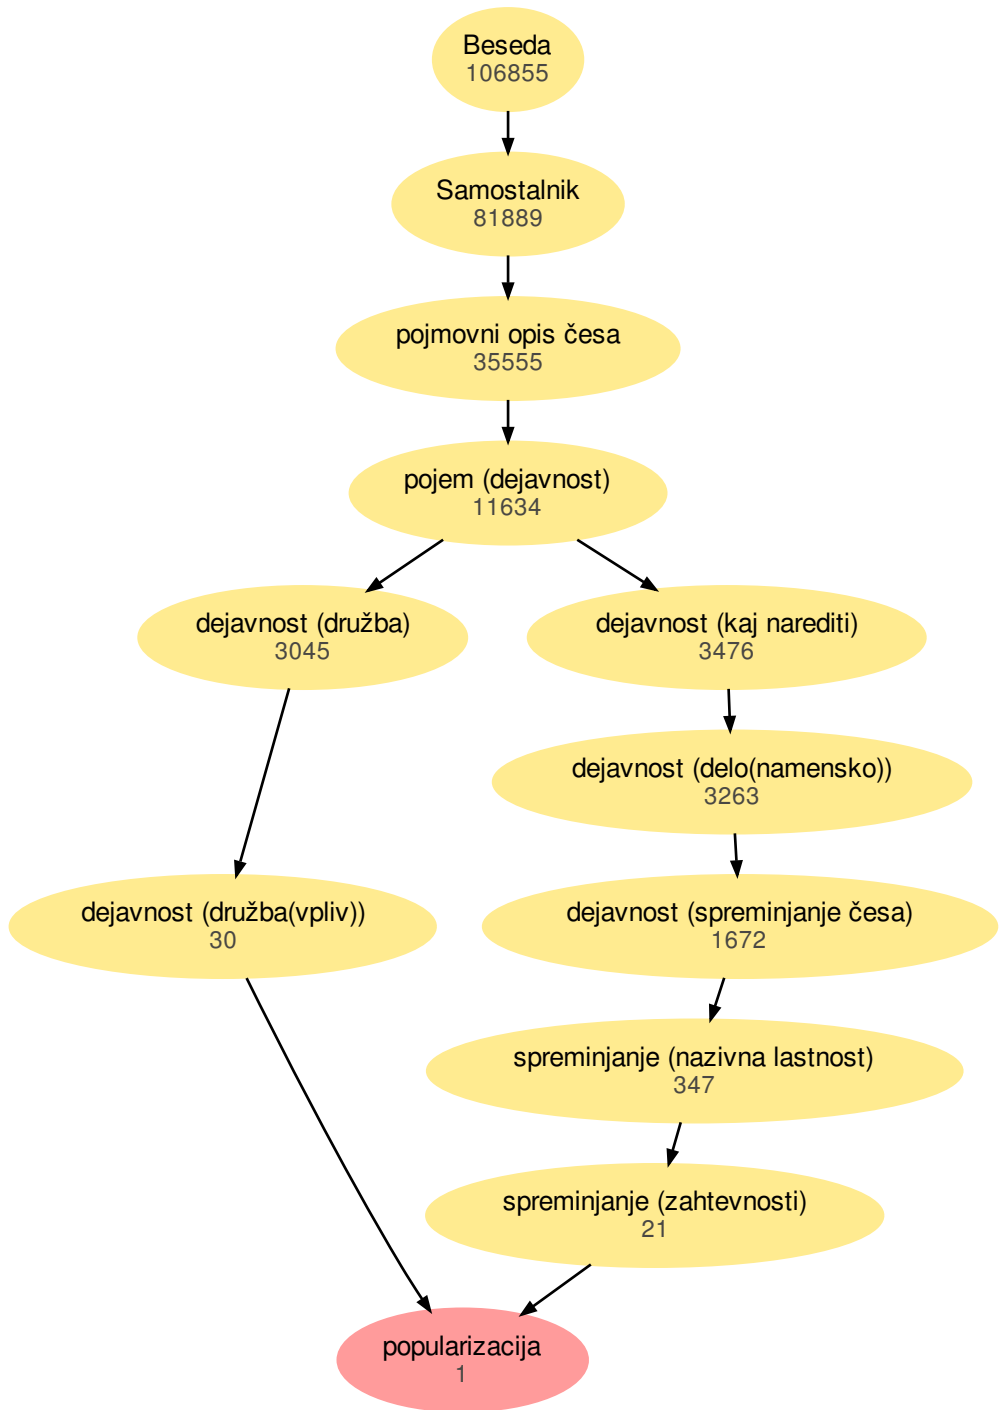 Beseda
106855
Samostalnik
81889
pojmovni opis česa
35555
pojem (dejavnost)
11634
dejavnost (družba)
3045
dejavnost (kaj narediti)
3476
dejavnost (delo(namensko))
3263
dejavnost (družba(vpliv))
30
dejavnost (spreminjanje česa)
1672
spreminjanje (nazivna lastnost)
347
spreminjanje (zahtevnosti)
21
popularizacija
1